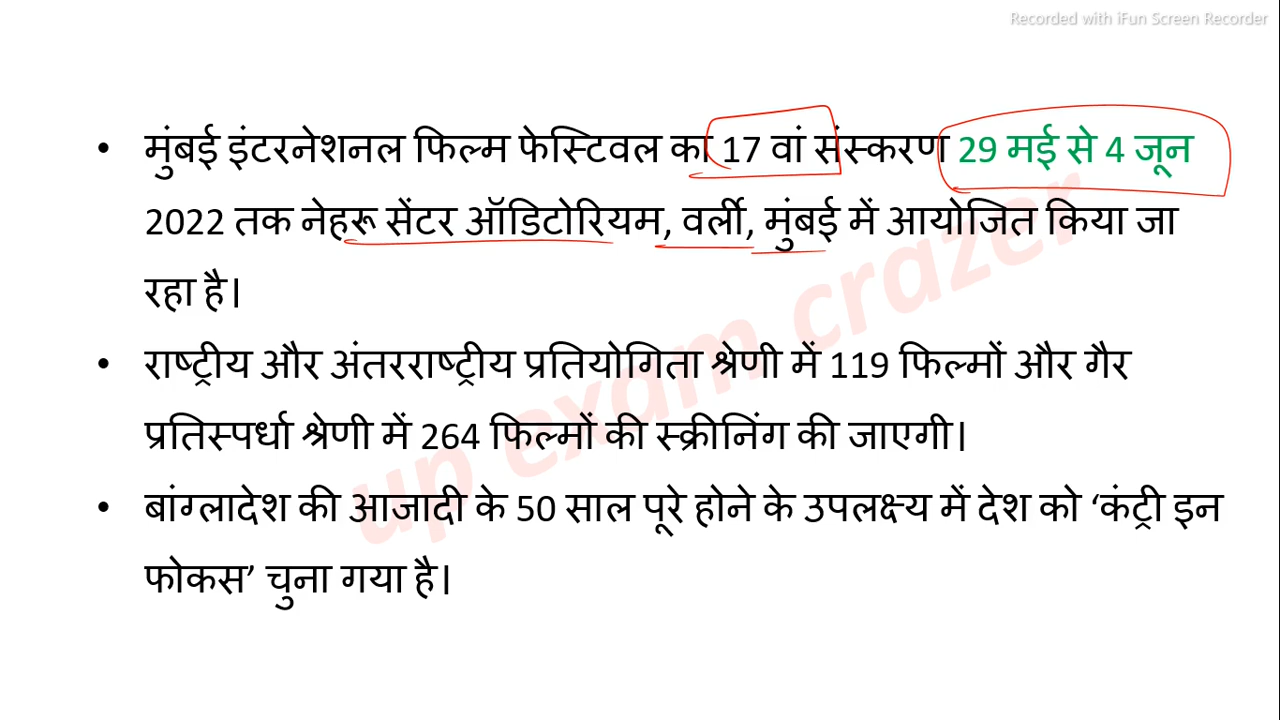 Recorded with iFun Screen Recorder
• मुंबई इंटरनेशनल फिल्म फेस्टिवल का 17 वां संस्करण 29 मई से 4 जून
2022 तक नेहरू सेंटर ऑडिटोरियम, वर्ली, मुंबई में आयोजित किया जा
रहा है।
• राष्ट्रीय और अंतरराष्ट्रीय प्रतियोगिता श्रेणी में 119 फिल्मों और गैर
प्रतिस्पर्धा श्रेणी में 264 फिल्मों की स्क्रीनिंग की जाएगी।
• बांग्लादेश की आजादी के 50 साल पूरे होने के उपलक्ष्य में देश को ‘कंट्री इन
फोकस’ चुना गया है।
up exam crazer